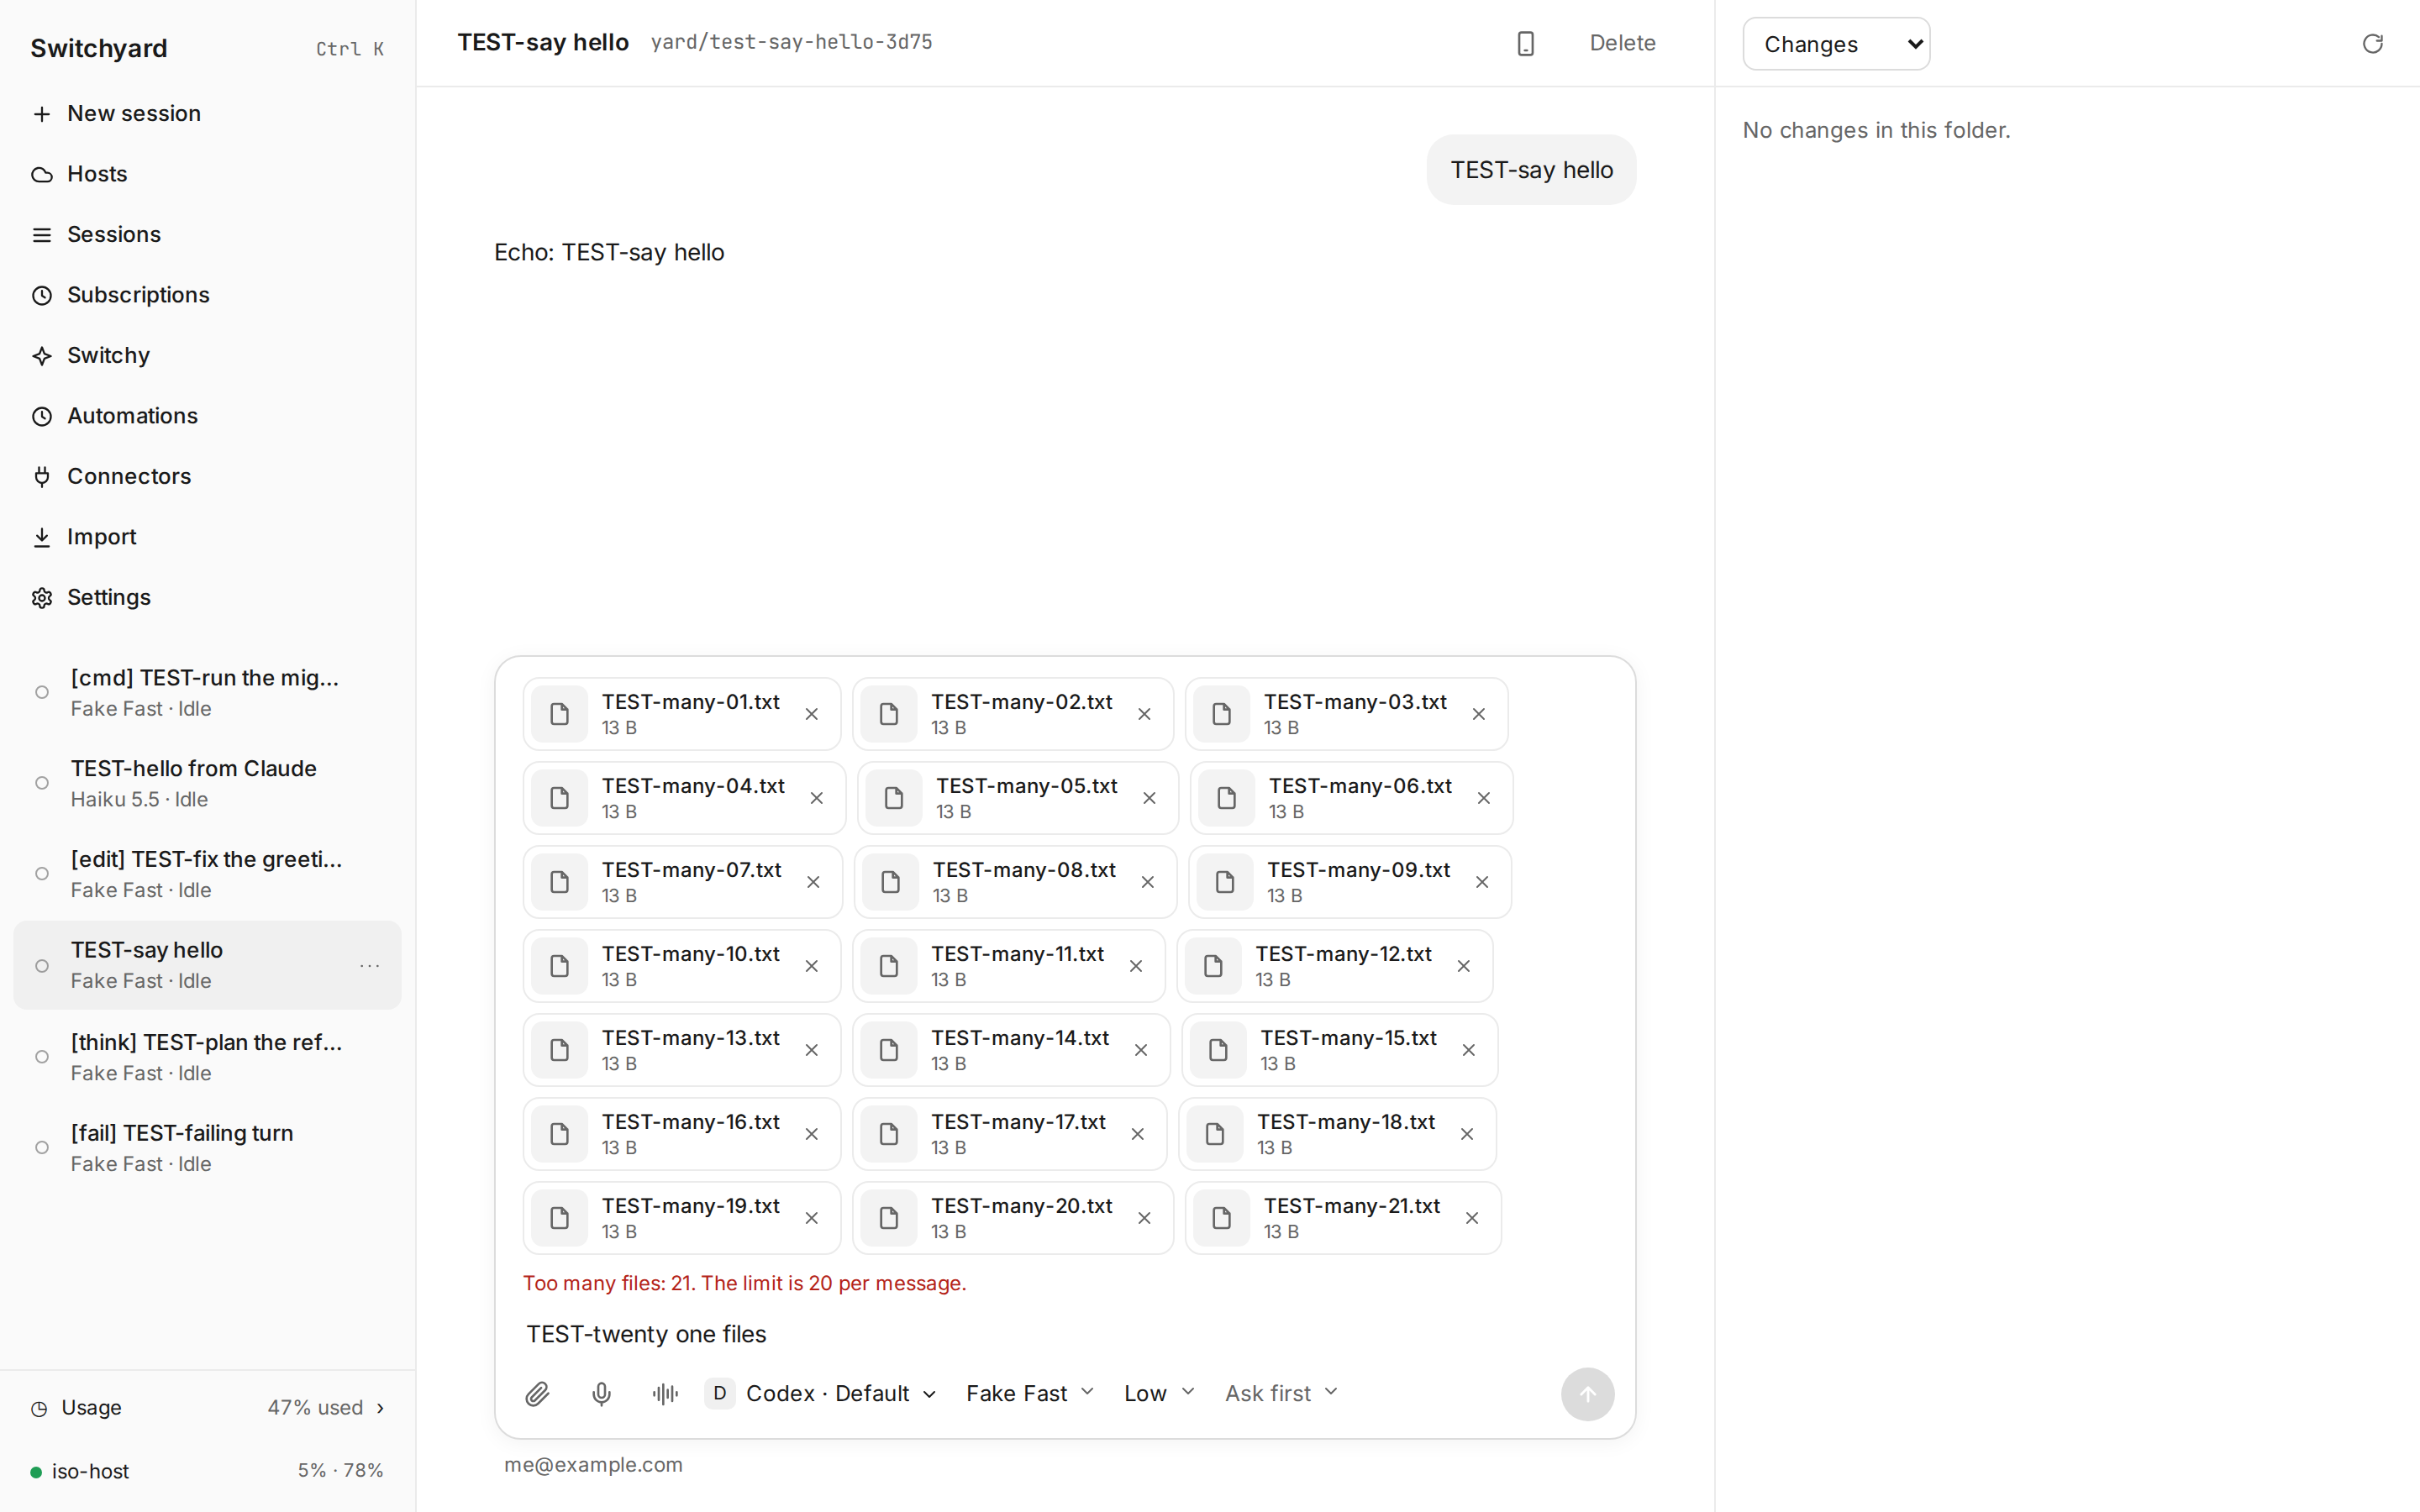 Switchyard
Ctrl K
New session
Hosts
Sessions
Subscriptions
Switchy
Automations
Connectors
Import
Settings
[cmd] TEST-run the mig...
Fake Fast · Idle
TEST-hello from Claude
Haiku 5.5 · Idle
[edit] TEST-fix the greeti...
Fake Fast · Idle
TEST-say hello
Fake Fast · Idle
...
[think] TEST-plan the ref...
Fake Fast · Idle
[fail] TEST-failing turn
Fake Fast · Idle
Usage
47% used
iso-host
5% · 78%
TEST-say hello
yard/test-say-hello-3d75
Delete
TEST-say hello
Echo: TEST-say hello
TEST-many-01.txt
13 B
TEST-many-02.txt
13 B
TEST-many-03.txt
13 B
TEST-many-04.txt
13 B
TEST-many-05.txt
13 B
TEST-many-06.txt
13 B
TEST-many-07.txt
13 B
TEST-many-08.txt
13 B
TEST-many-09.txt
13 B
TEST-many-10.txt
13 B
TEST-many-11.txt
13 B
TEST-many-12.txt
13 B
TEST-many-13.txt
13 B
TEST-many-14.txt
13 B
TEST-many-15.txt
13 B
TEST-many-16.txt
13 B
TEST-many-17.txt
13 B
TEST-many-18.txt
13 B
TEST-many-19.txt
13 B
TEST-many-20.txt
13 B
TEST-many-21.txt
13 B
Too many files: 21. The limit is 20 per message.
TEST-twenty one files
D Codex · Default
Fake Fast
Low
Ask first
me@example.com
Changes
No changes in this folder.